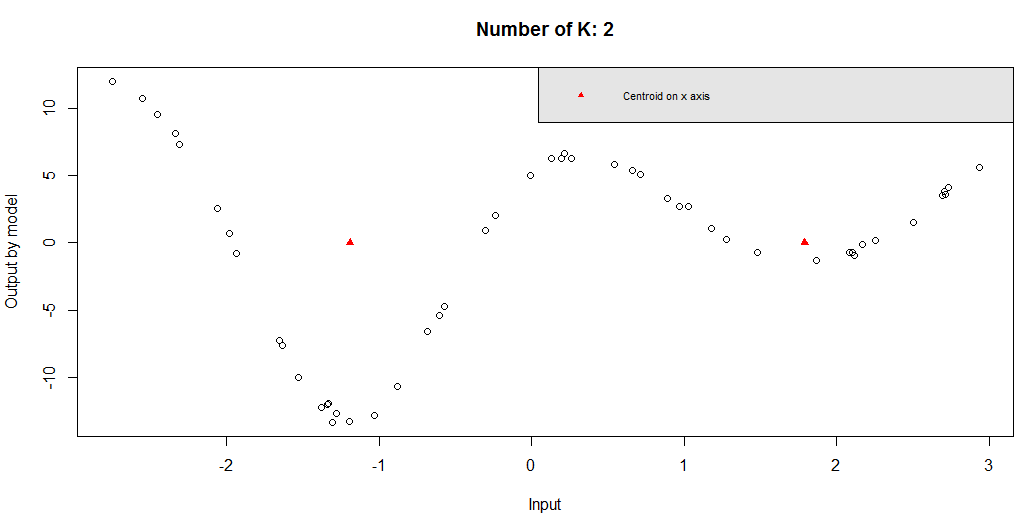 Number of K: 2
Centroid on x axis
Output by model
10
5
0
-5
-10
-2 -1 0 1 2 3
Input